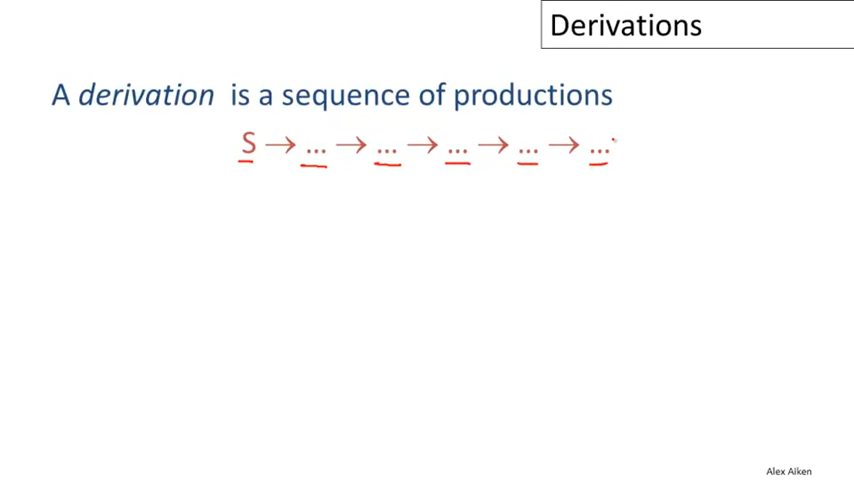 Derivations
A derivation is a sequence of productions
S → ... → ... → ... → ... → ...
Alex Aiken